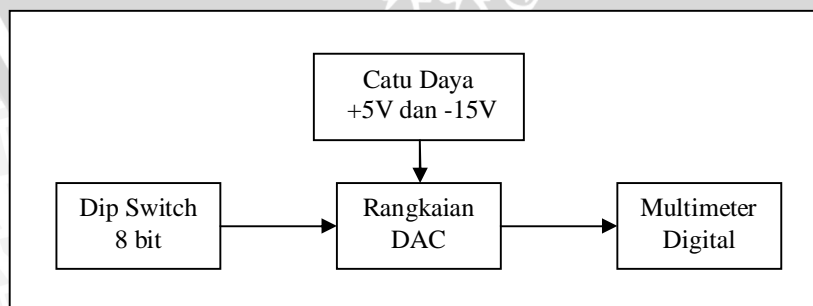 Catu Daya
+5V dan -15V
Dip Switch
8 bit
Rangkaian
DAC
Multimeter
Digital